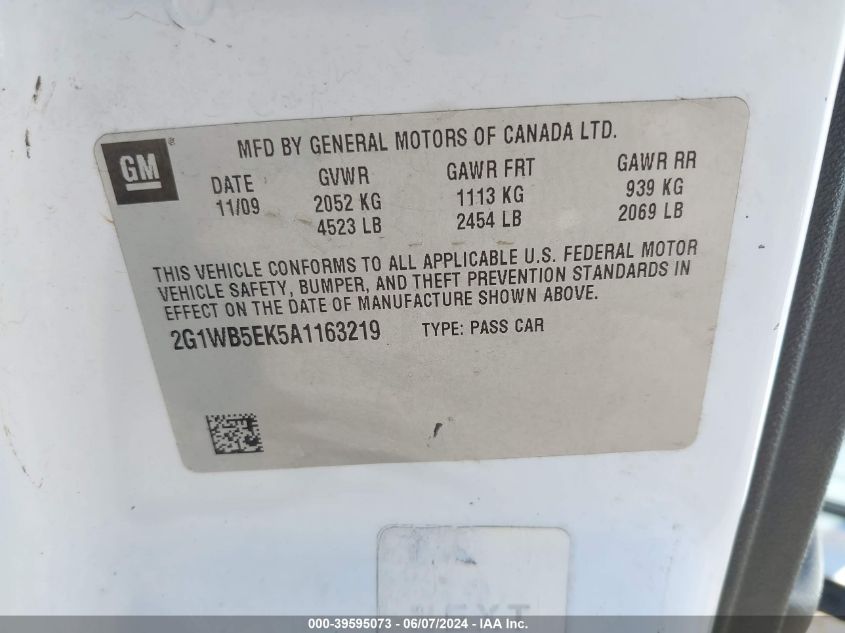 GM
MFD BY GENERAL MOTORS OF CANADA LTD.
DATE GVWR GAWR FRT GAWR RR
11/09 2052 KG 1113 KG 939 KG
4523 LB 2454 LB 2069 LB
THIS VEHICLE CONFORMS TO ALL APPLICABLE U.S. FEDERAL MOTOR
VEHICLE SAFETY, BUMPER, AND THEFT PREVENTION STANDARDS IN
EFFECT ON THE DATE OF MANUFACTURE SHOWN ABOVE.
2G1WB5EK5A1163219 TYPE: PASS CAR
NEXT
000-39595073 - 06/07/2024 - IAA Inc.